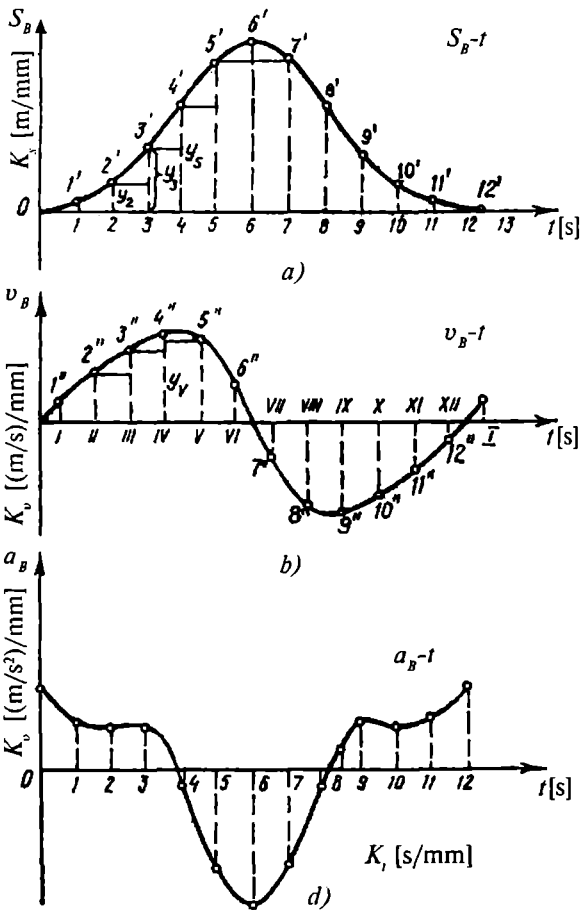 S_B
S_B-t
K_s [m/mm]
1' 2' 3' 4' 5' 6' 7' 8' 9' 10' 11' 12'
y_2 y_3 y_5
0 1 2 3 4 5 6 7 8 9 10 11 12 13 t[s]
a)
v_B
v_B-t
K_v [(m/s)/mm]
1" 2" 3" 4" 5" 6" 7" 8" 9" 10" 11" 12"
y_V
I II III IV V VI VII VIII IX X XI XII I t[s]
b)
a_B
a_B-t
K_v [(m/s²)/mm]
0 1 2 3 4 5 6 7 8 8 9 10 11 12 t[s]
K_t [s/mm]
d)